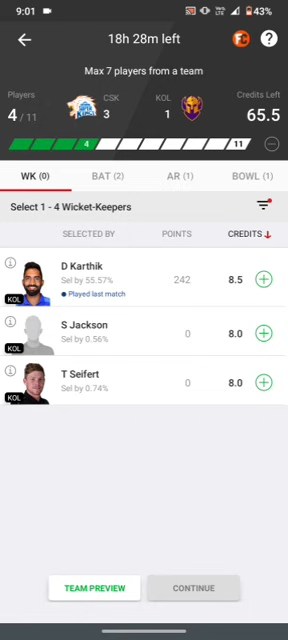 9:01
Vo)) LTE
43%
18h 28m left
FC
?
Max 7 players from a team
Players
4 / 11
CSK
3
KOL
1
Credits Left
65.5
4
11
WK (0)
BAT (2)
AR (1)
BOWL (1)
Select 1 - 4 Wicket-Keepers
SELECTED BY
POINTS
CREDITS
D Karthik
Sel by 55.57%
Played last match
242
8.5
KOL
S Jackson
Sel by 0.56%
0
8.0
KOL
T Seifert
Sel by 0.74%
0
8.0
KOL
TEAM PREVIEW
CONTINUE